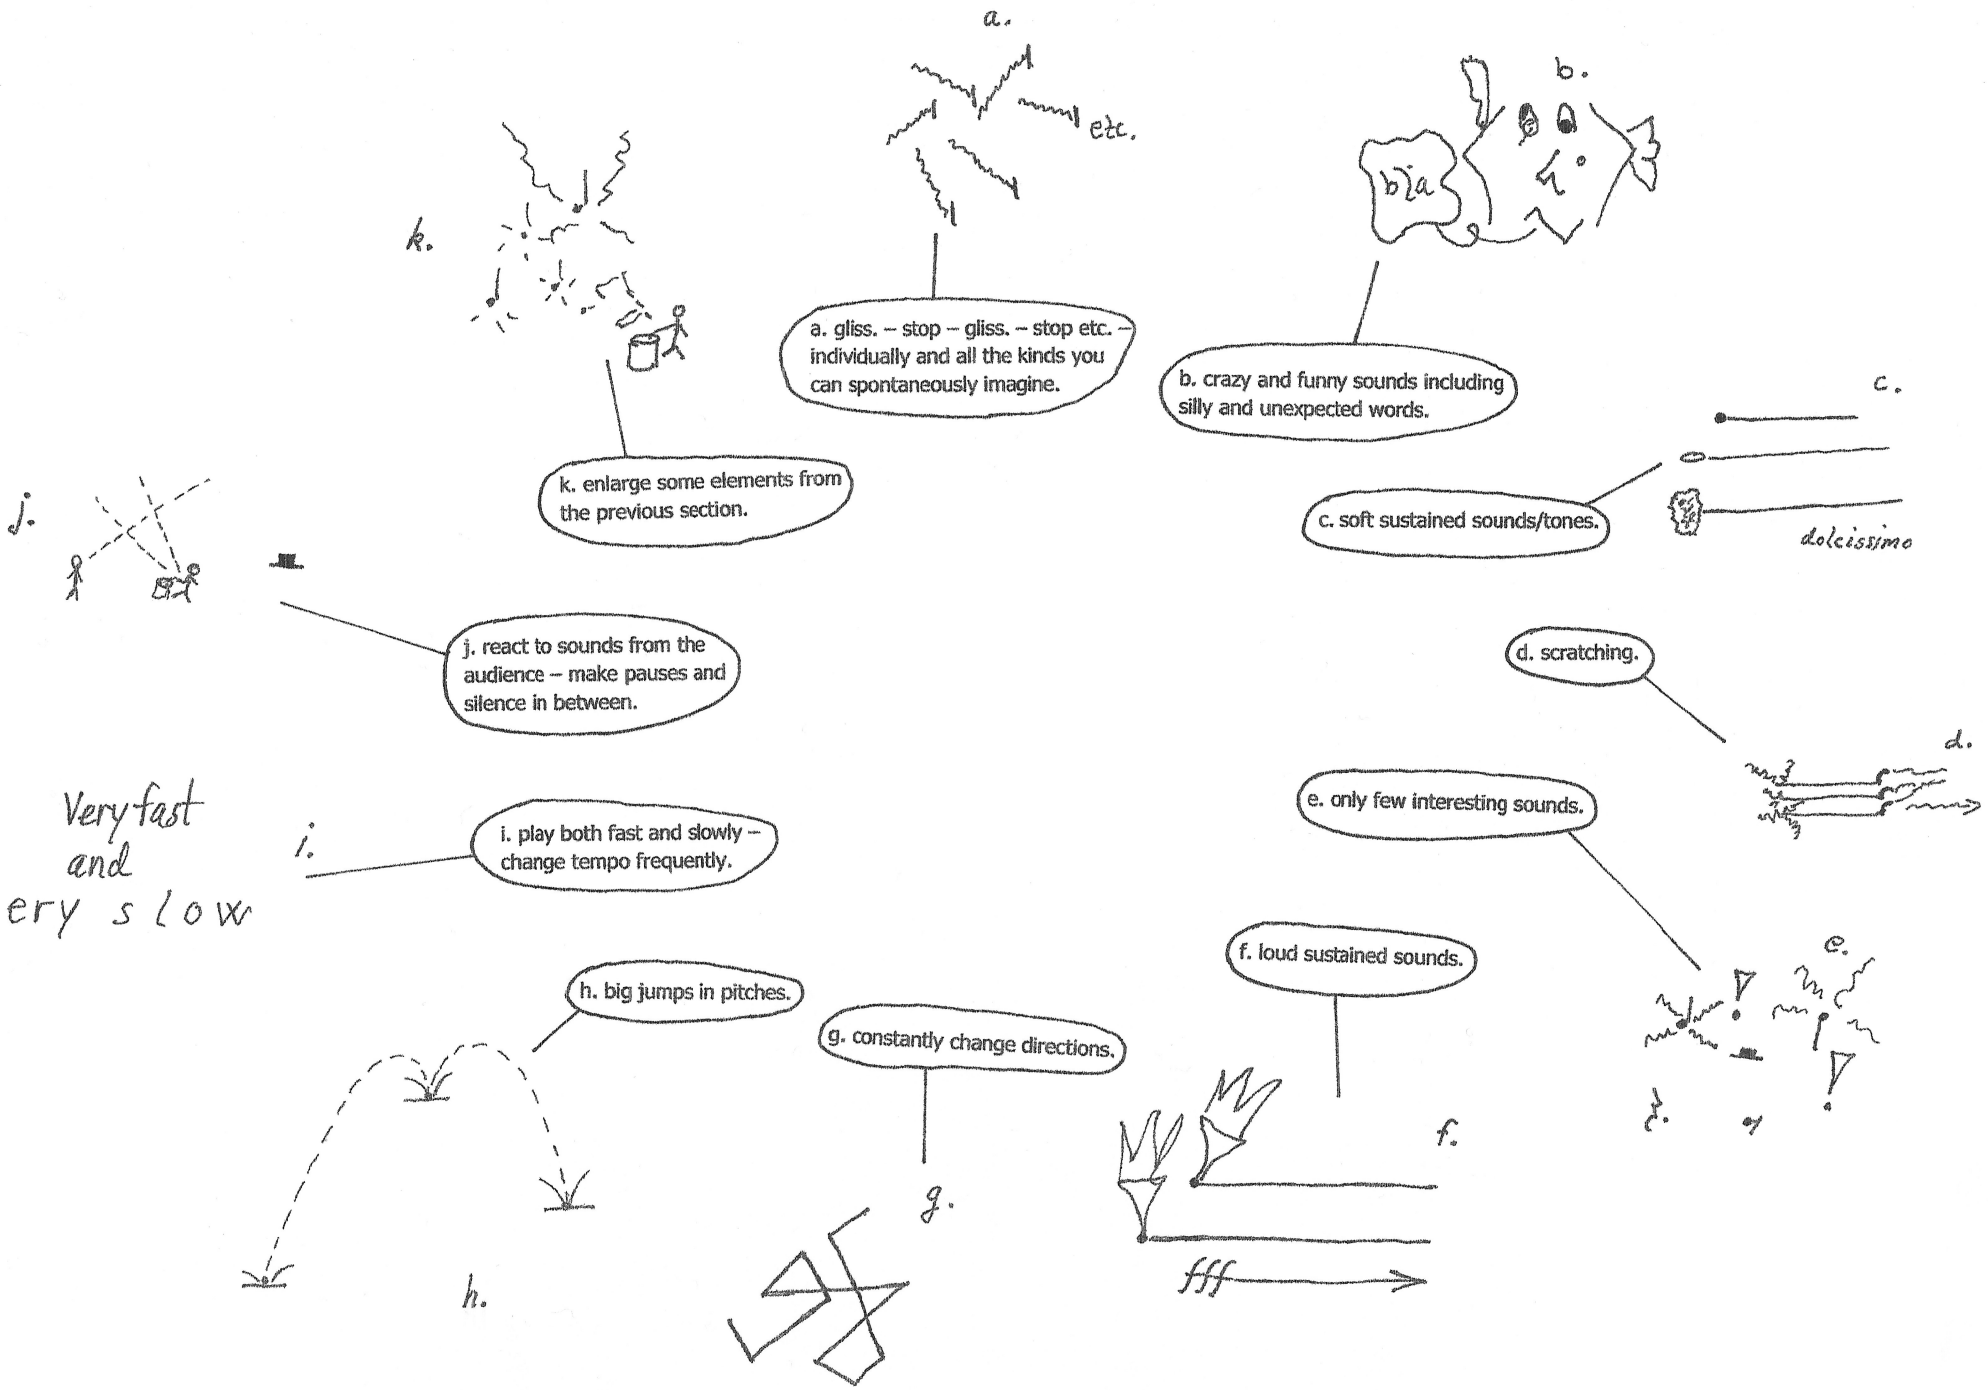 a.
etc.
a. gliss. – stop – gliss. – stop etc. –
individually and all the kinds you
can spontaneously imagine.
b.
bla
b. crazy and funny sounds including
silly and unexpected words.
c.
dolcissimo
c. soft sustained sounds/tones.
d. scratching.
d.
e. only few interesting sounds.
e.
f. loud sustained sounds.
f.
fff
g. constantly change directions.
g.
h. big jumps in pitches.
h.
i. play both fast and slowly –
change tempo frequently.
i.
Very fast
and
ery slow
j.
j. react to sounds from the
audience – make pauses and
silence in between.
k.
k. enlarge some elements from
the previous section.